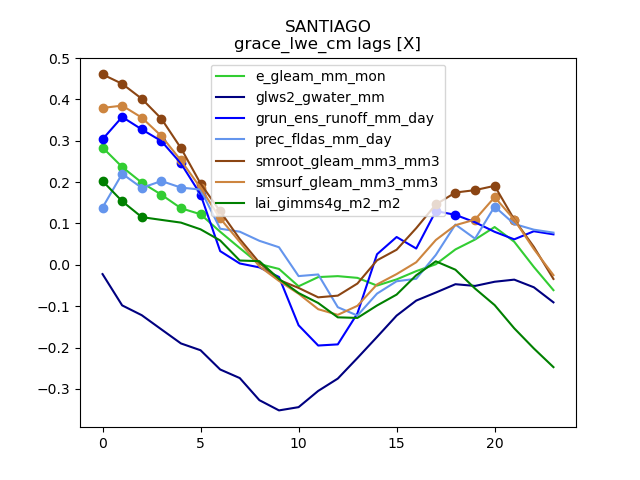 SANTIAGO
grace_lwe_cm lags [X]
0.5
0.4
0.3
0.2
0.1
0.0
−0.1
−0.2
−0.3
0
5
10
15
20
e_gleam_mm_mon
glws2_gwater_mm
grun_ens_runoff_mm_day
prec_fldas_mm_day
smroot_gleam_mm3_mm3
smsurf_gleam_mm3_mm3
lai_gimms4g_m2_m2